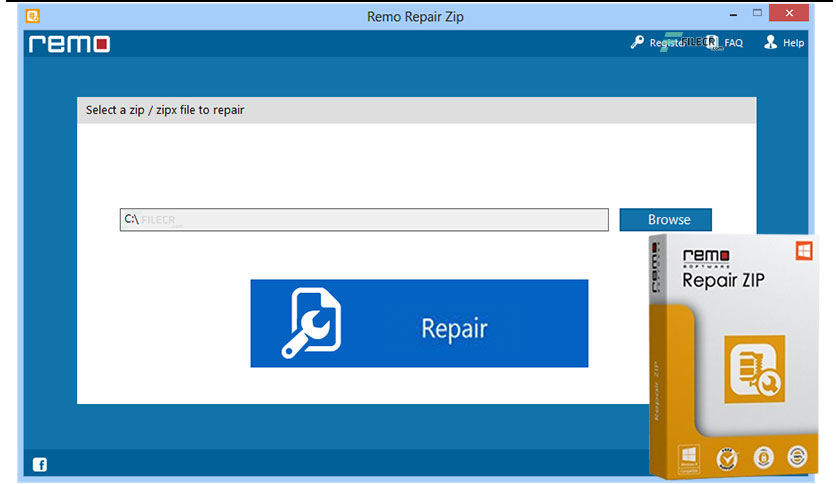 Remo Repair Zip
remo
Register FILECR FAQ Help
Select a zip / zipx file to repair
C:\ FILECR Browse
Repair
remo
SOFTWARE
Repair ZIP
remo
Repair ZIP